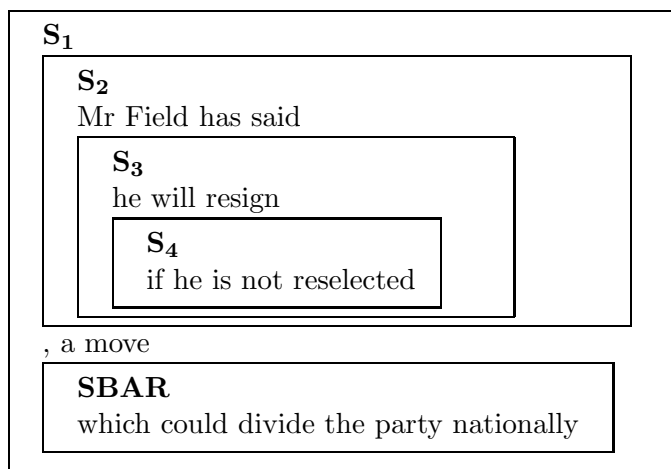 S1
S2
Mr Field has said
S3
he will resign
S4
if he is not reselected
, a move
SBAR
which could divide the party nationally